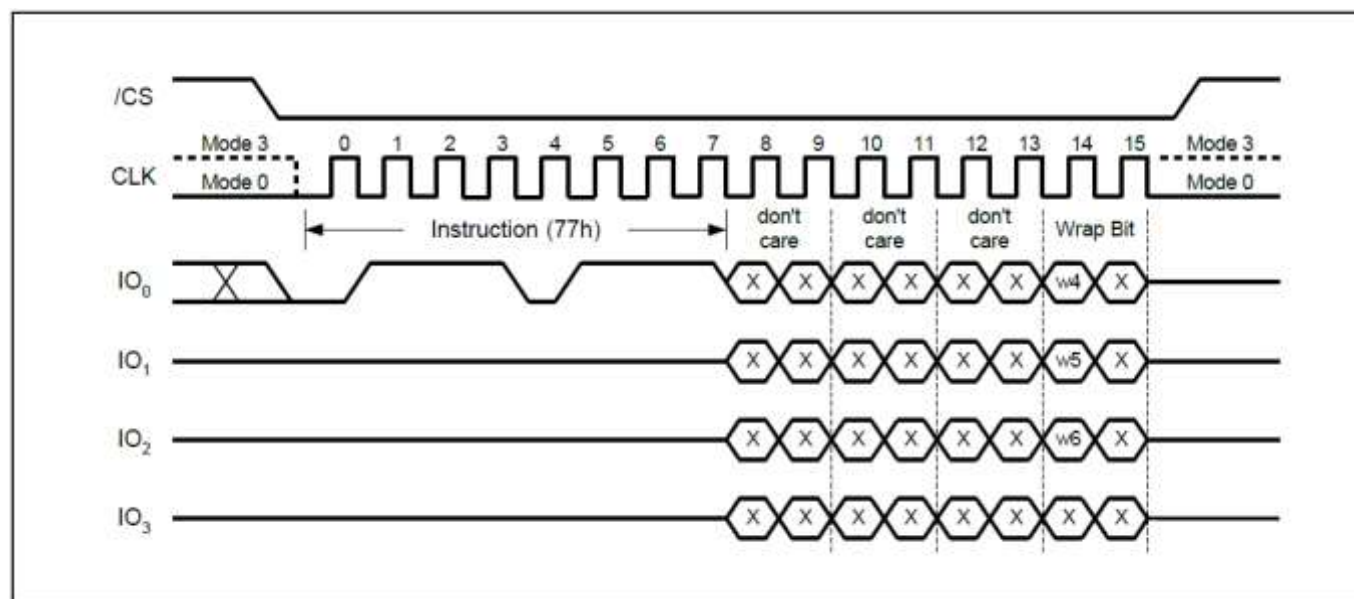 /CS
Mode 3 0 1 2 3 4 5 6 7 8 9 10 11 12 13 14 15 Mode 3
CLK
Mode 0 Mode 0
Instruction (77h) don't care don't care don't care Wrap Bit
IO0 X X X X X X X w4 X
IO1 X X X X X X w5 X
IO2 X X X X X X w6 X
IO3 X X X X X X X X